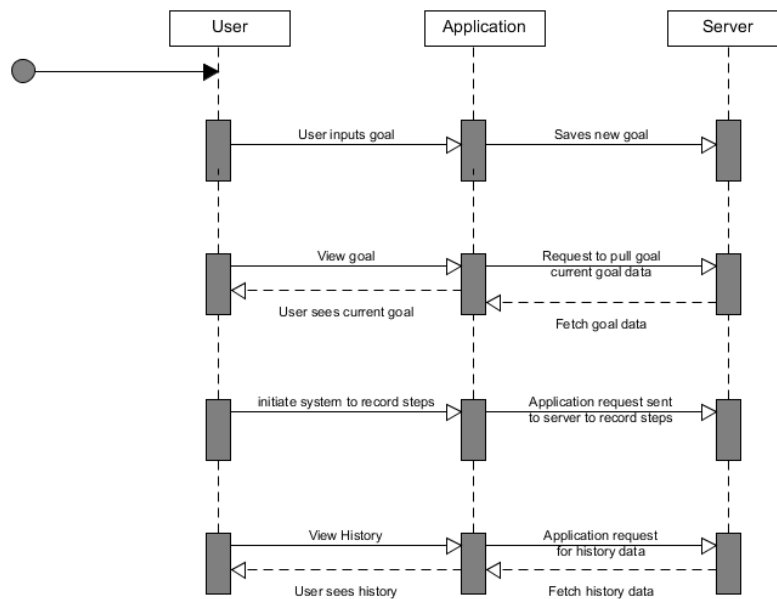 User
Application
Server
User inputs goal
Saves new goal
View goal
Request to pull goal
current goal data
User sees current goal
Fetch goal data
initiate system to record steps
Application request sent
to server to record steps
View History
Application request
for history data
User sees history
Fetch history data